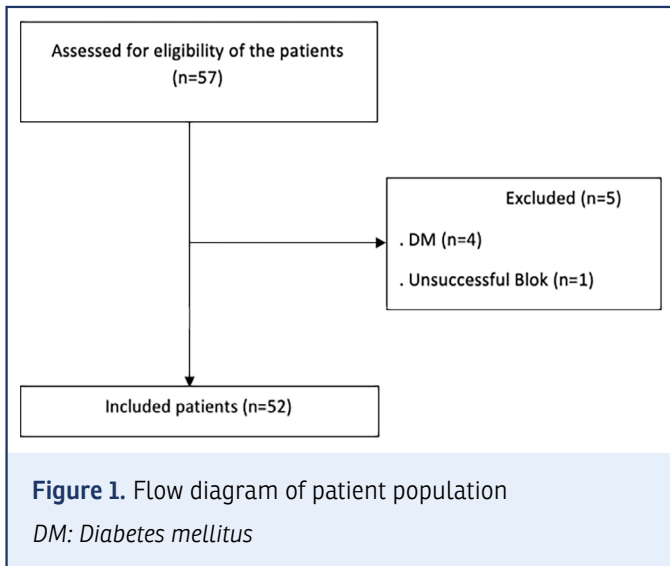 Assessed for eligibility of the patients
(n=57)
Excluded (n=5)
. DM (n=4)
. Unsuccessful Blok (n=1)
Included patients (n=52)
Figure 1. Flow diagram of patient population
DM: Diabetes mellitus